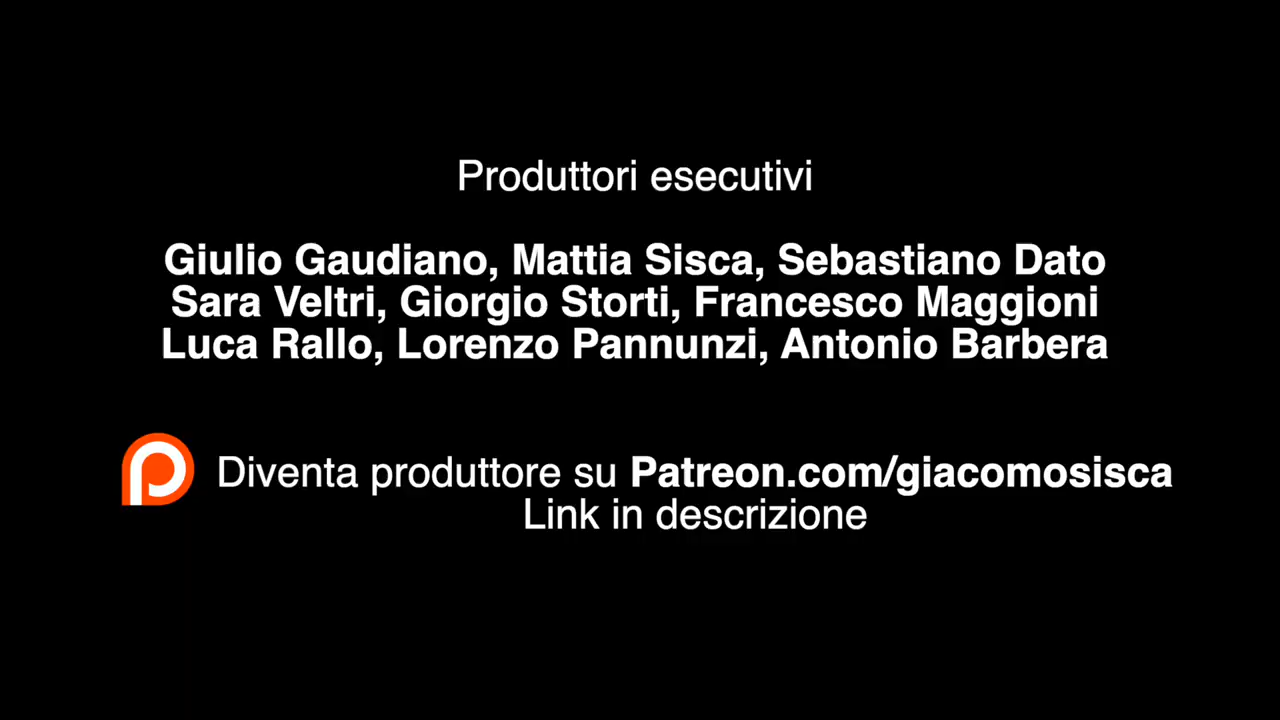 Produttori esecutivi
Giulio Gaudiano, Mattia Sisca, Sebastiano Dato
Sara Veltri, Giorgio Storti, Francesco Maggioni
Luca Rallo, Lorenzo Pannunzi, Antonio Barbera
Diventa produttore su Patreon.com/giacomosisca
Link in descrizione